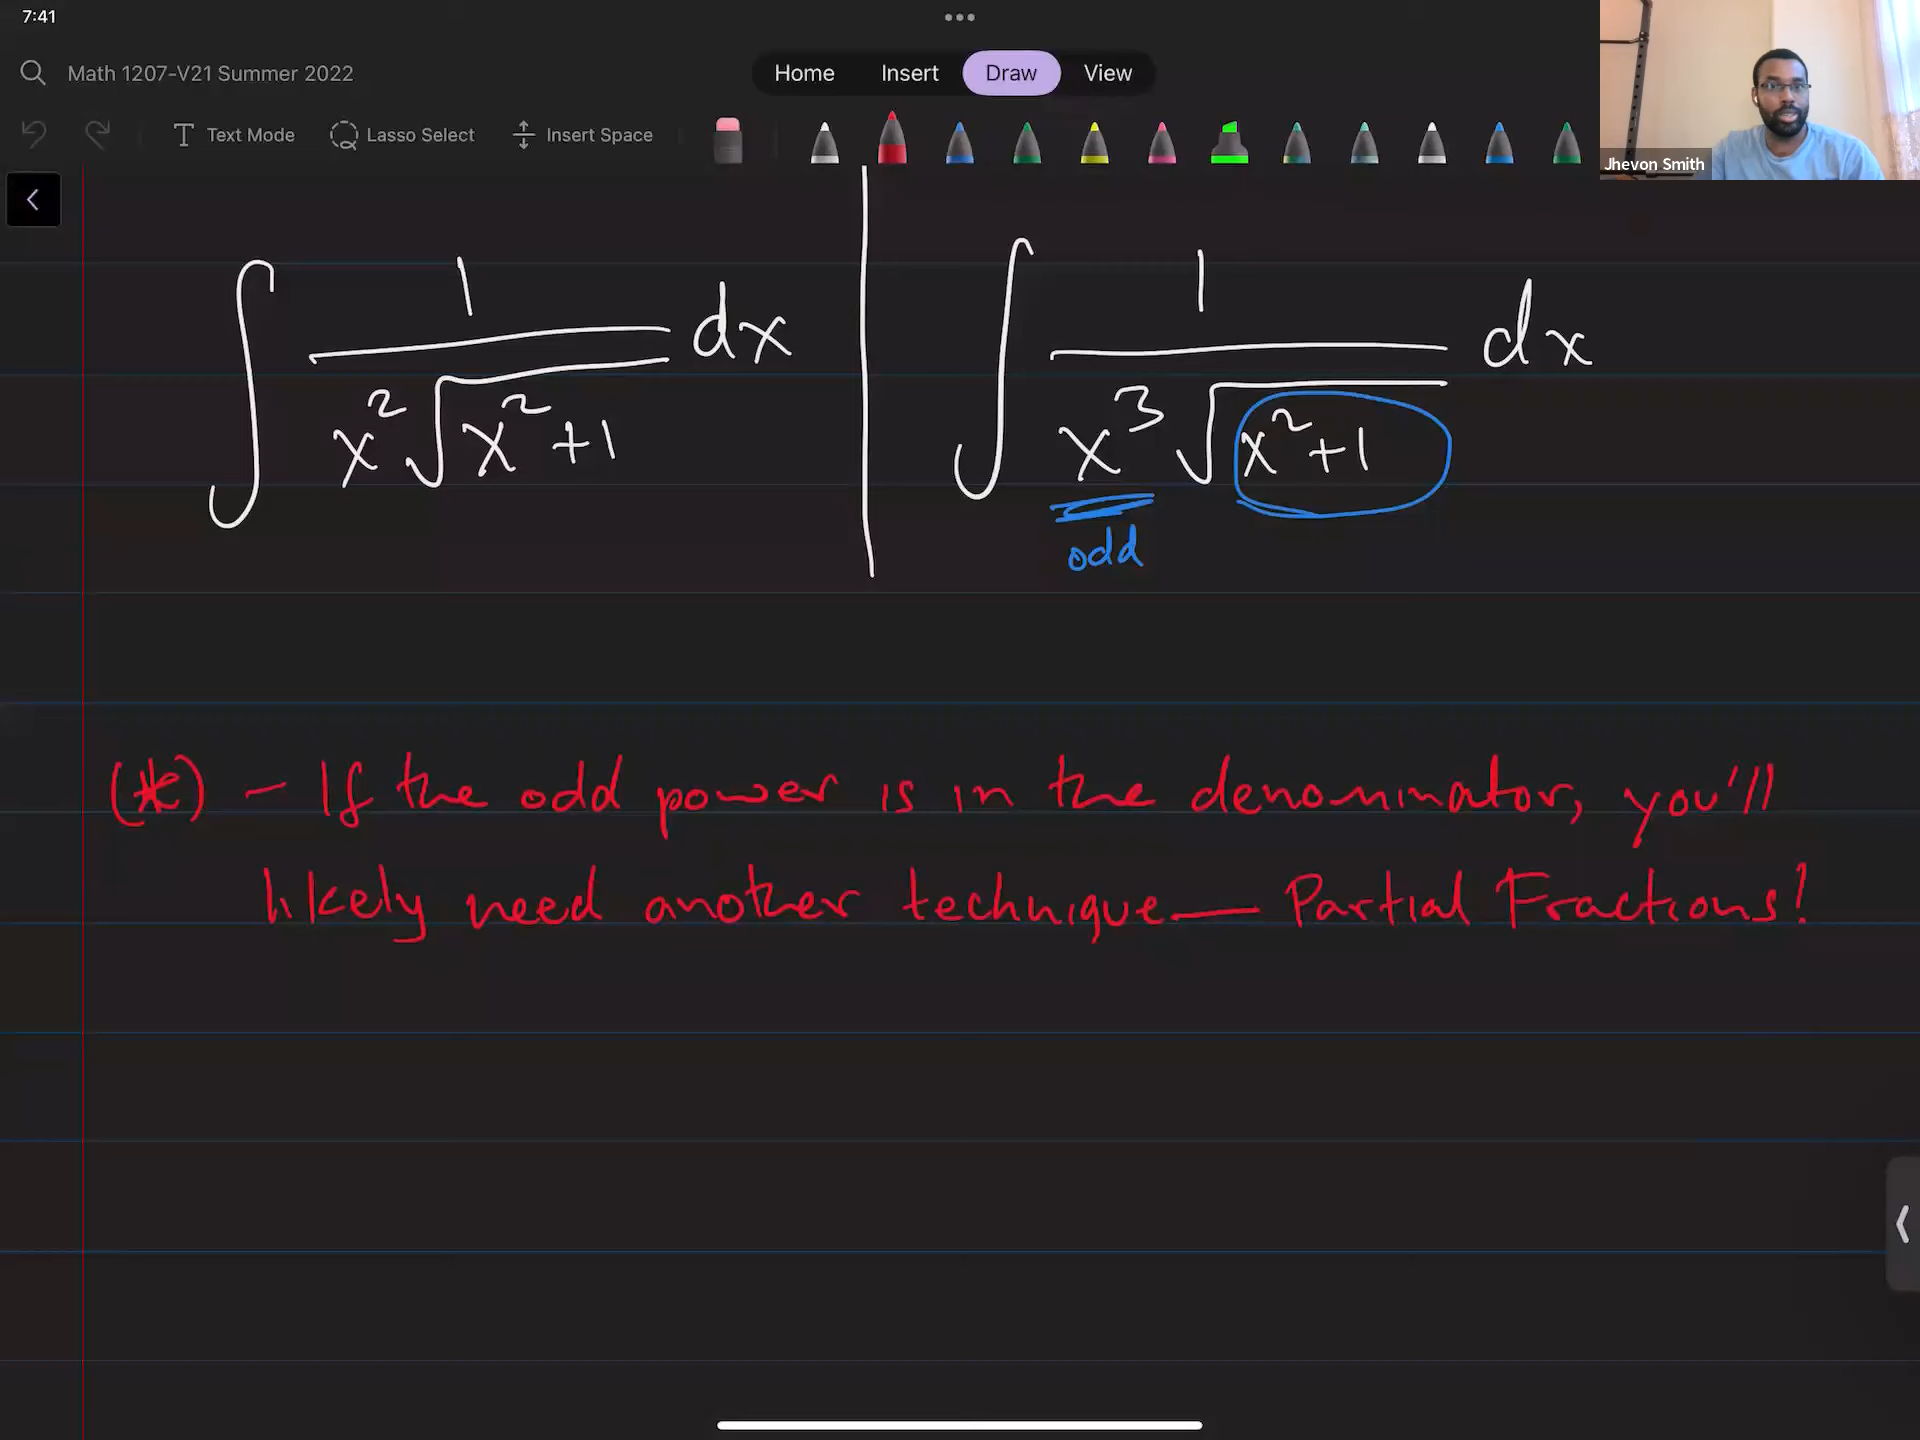 7:41
Math 1207-V21 Summer 2022
Home Insert Draw View
Text Mode Lasso Select Insert Space
Jhevon Smith
∫ 1/(x²√(x²+1)) dx
∫ 1/(x³√(x²+1)) dx
odd
(*) - If the odd power is in the denominator, you'll
likely need another technique — Partial Fractions!